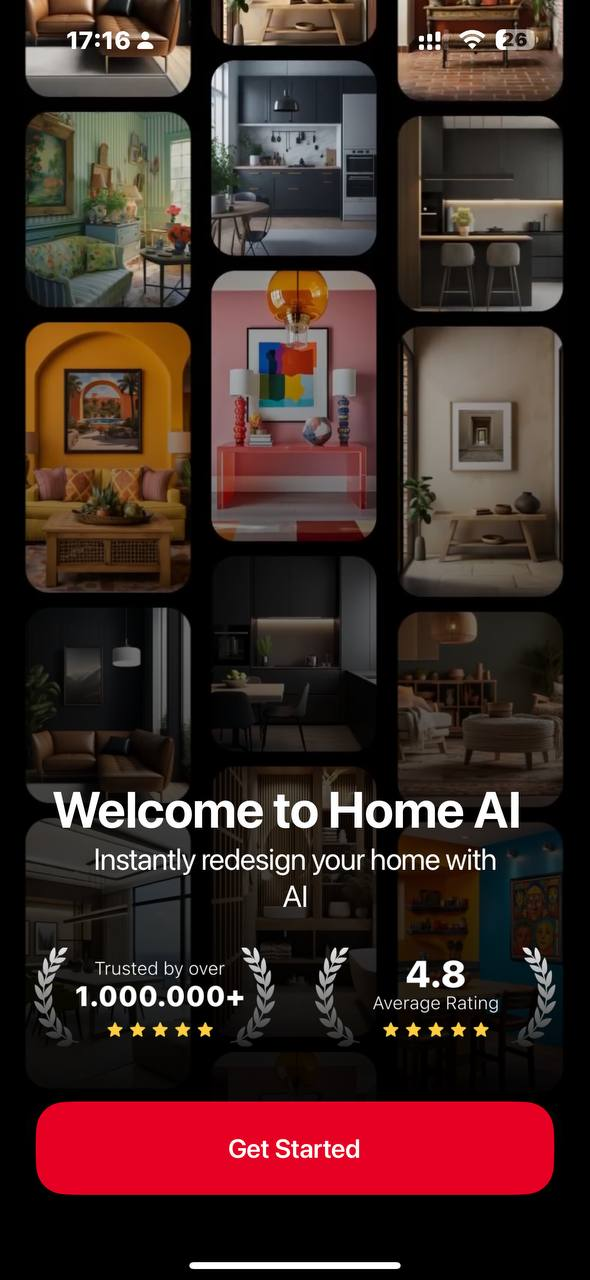 17:16
26
Welcome to Home AI
Instantly redesign your home with
AI
Trusted by over
1.000.000+
4.8
Average Rating
Get Started